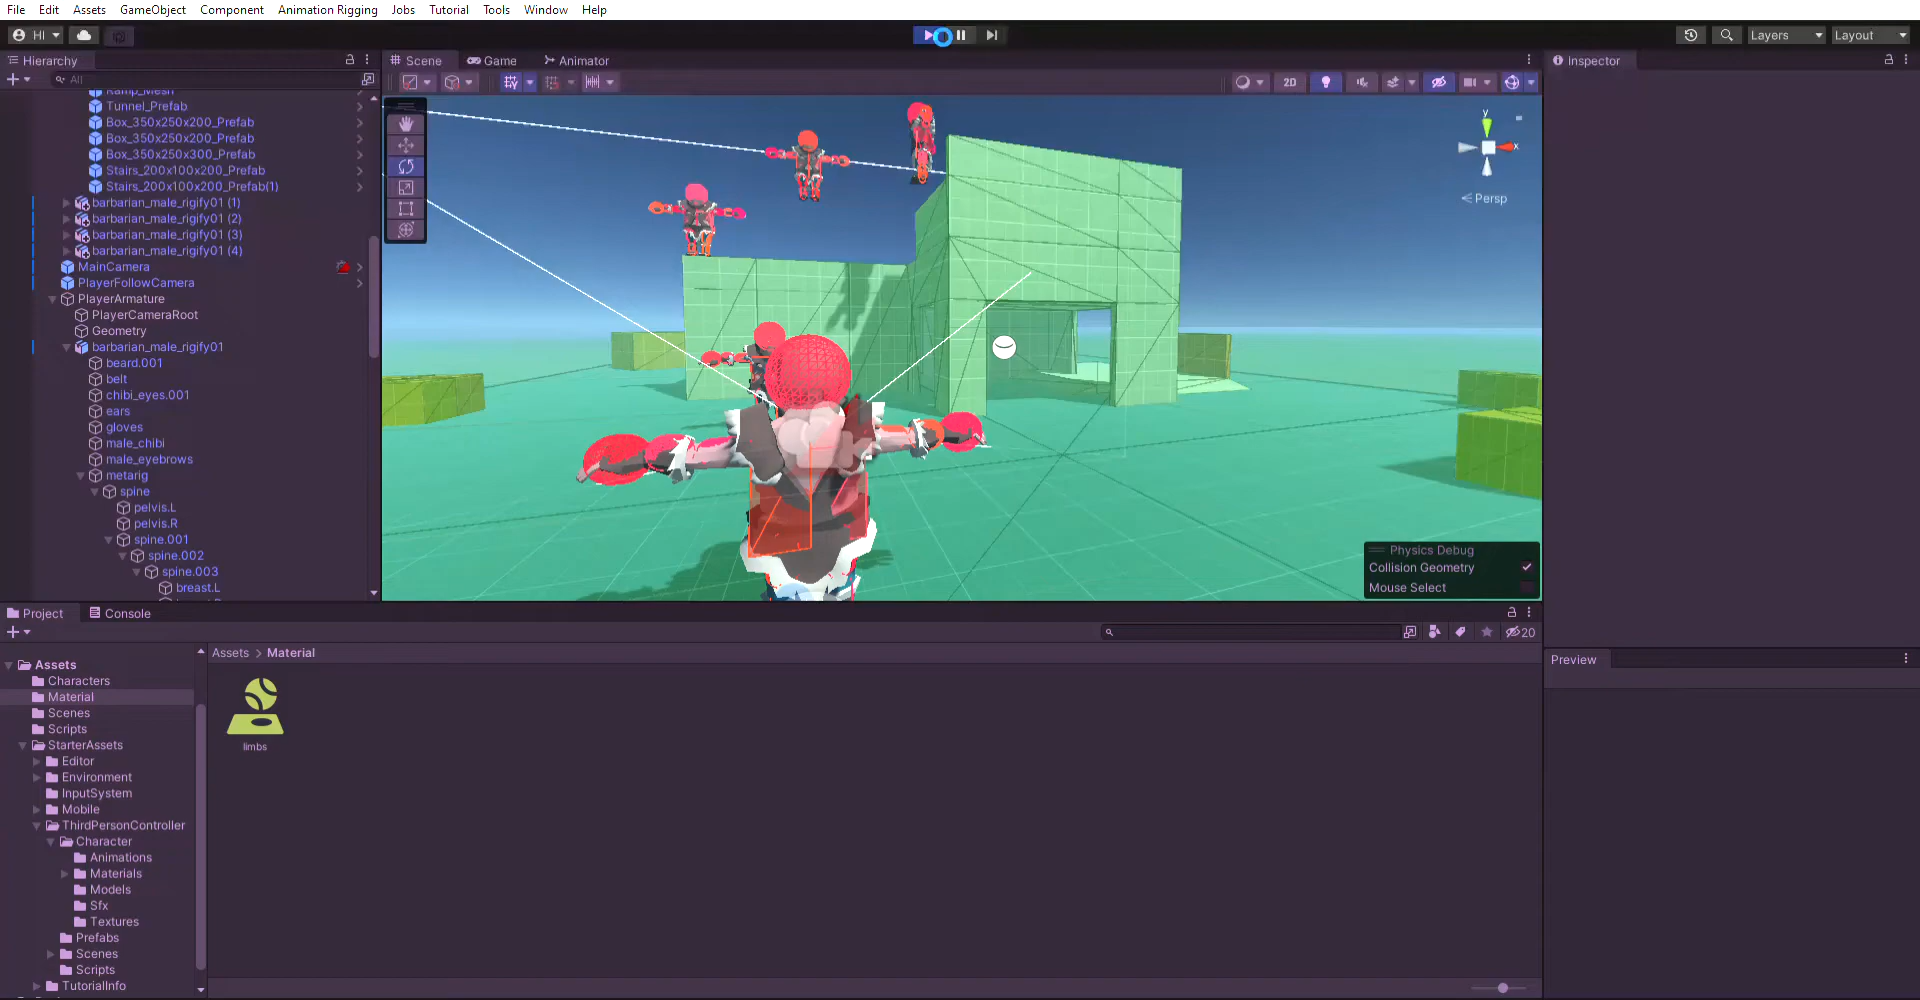 File Edit Assets GameObject Component Animation Rigging Jobs Tutorial Tools Window Help
HI
Layers Layout
Hierarchy
All
Ramp_Mesh
Tunnel_Prefab
Box_350x250x200_Prefab
Box_350x250x200_Prefab
Box_350x250x300_Prefab
Stairs_200x100x200_Prefab
Stairs_200x100x200_Prefab(1)
barbarian_male_rigify01 (1)
barbarian_male_rigify01 (2)
barbarian_male_rigify01 (3)
barbarian_male_rigify01 (4)
MainCamera
PlayerFollowCamera
PlayerArmature
PlayerCameraRoot
Geometry
barbarian_male_rigify01
beard.001
belt
chibi_eyes.001
ears
gloves
male_chibi
male_eyebrows
metarig
spine
pelvis.L
pelvis.R
spine.001
spine.002
spine.003
breast.L
Scene Game Animator
2D
y
x
Persp
Physics Debug
Collision Geometry
Mouse Select
Inspector
Project Console
20
Assets
Characters
Material
Scenes
Scripts
StarterAssets
Editor
Environment
InputSystem
Mobile
ThirdPersonController
Character
Animations
Materials
Models
Sfx
Textures
Prefabs
Scenes
Scripts
TutorialInfo
Assets > Material
limbs
Preview